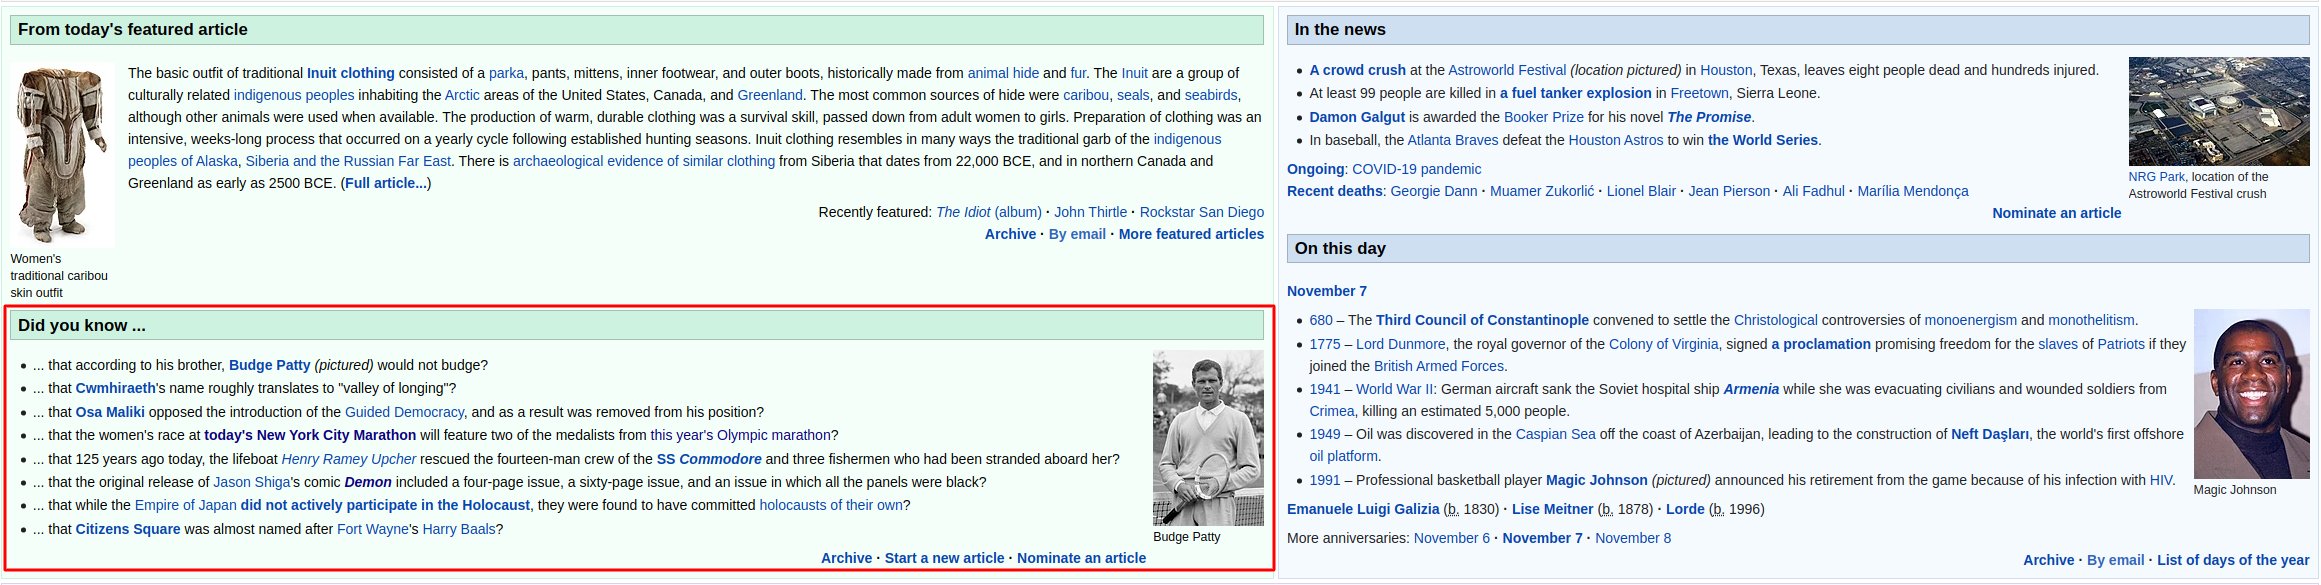 From today's featured article
The basic outfit of traditional Inuit clothing consisted of a parka, pants, mittens, inner footwear, and outer boots, historically made from animal hide and fur. The Inuit are a group of
culturally related indigenous peoples inhabiting the Arctic areas of the United States, Canada, and Greenland. The most common sources of hide were caribou, seals, and seabirds,
although other animals were used when available. The production of warm, durable clothing was a survival skill, passed down from adult women to girls. Preparation of clothing was an
intensive, weeks-long process that occurred on a yearly cycle following established hunting seasons. Inuit clothing resembles in many ways the traditional garb of the indigenous
peoples of Alaska, Siberia and the Russian Far East. There is archaeological evidence of similar clothing from Siberia that dates from 22,000 BCE, and in northern Canada and
Greenland as early as 2500 BCE. (Full article...)
Women's
traditional caribou
skin outfit
Recently featured: The Idiot (album) · John Thirtle · Rockstar San Diego
Archive · By email · More featured articles
Did you know ...
• ... that according to his brother, Budge Patty (pictured) would not budge?
• ... that Cwmhiraeth's name roughly translates to "valley of longing"?
• ... that Osa Maliki opposed the introduction of the Guided Democracy, and as a result was removed from his position?
• ... that the women's race at today's New York City Marathon will feature two of the medalists from this year's Olympic marathon?
• ... that 125 years ago today, the lifeboat Henry Ramey Upcher rescued the fourteen-man crew of the SS Commodore and three fishermen who had been stranded aboard her?
• ... that the original release of Jason Shiga's comic Demon included a four-page issue, a sixty-page issue, and an issue in which all the panels were black?
• ... that while the Empire of Japan did not actively participate in the Holocaust, they were found to have committed holocausts of their own?
• ... that Citizens Square was almost named after Fort Wayne's Harry Baals?
Budge Patty
Archive · Start a new article · Nominate an article
In the news
• A crowd crush at the Astroworld Festival (location pictured) in Houston, Texas, leaves eight people dead and hundreds injured.
• At least 99 people are killed in a fuel tanker explosion in Freetown, Sierra Leone.
• Damon Galgut is awarded the Booker Prize for his novel The Promise.
• In baseball, the Atlanta Braves defeat the Houston Astros to win the World Series.
NRG Park, location of the
Astroworld Festival crush
Ongoing: COVID-19 pandemic
Recent deaths: Georgie Dann · Muamer Zukorlić · Lionel Blair · Jean Pierson · Ali Fadhul · Marília Mendonça
Nominate an article
On this day
November 7
• 680 – The Third Council of Constantinople convened to settle the Christological controversies of monoenergism and monothelitism.
• 1775 – Lord Dunmore, the royal governor of the Colony of Virginia, signed a proclamation promising freedom for the slaves of Patriots if they
joined the British Armed Forces.
• 1941 – World War II: German aircraft sank the Soviet hospital ship Armenia while she was evacuating civilians and wounded soldiers from
Crimea, killing an estimated 5,000 people.
• 1949 – Oil was discovered in the Caspian Sea off the coast of Azerbaijan, leading to the construction of Neft Daşları, the world's first offshore
oil platform.
• 1991 – Professional basketball player Magic Johnson (pictured) announced his retirement from the game because of his infection with HIV.
Magic Johnson
Emanuele Luigi Galizia (b. 1830) · Lise Meitner (b. 1878) · Lorde (b. 1996)
More anniversaries: November 6 · November 7 · November 8
Archive · By email · List of days of the year